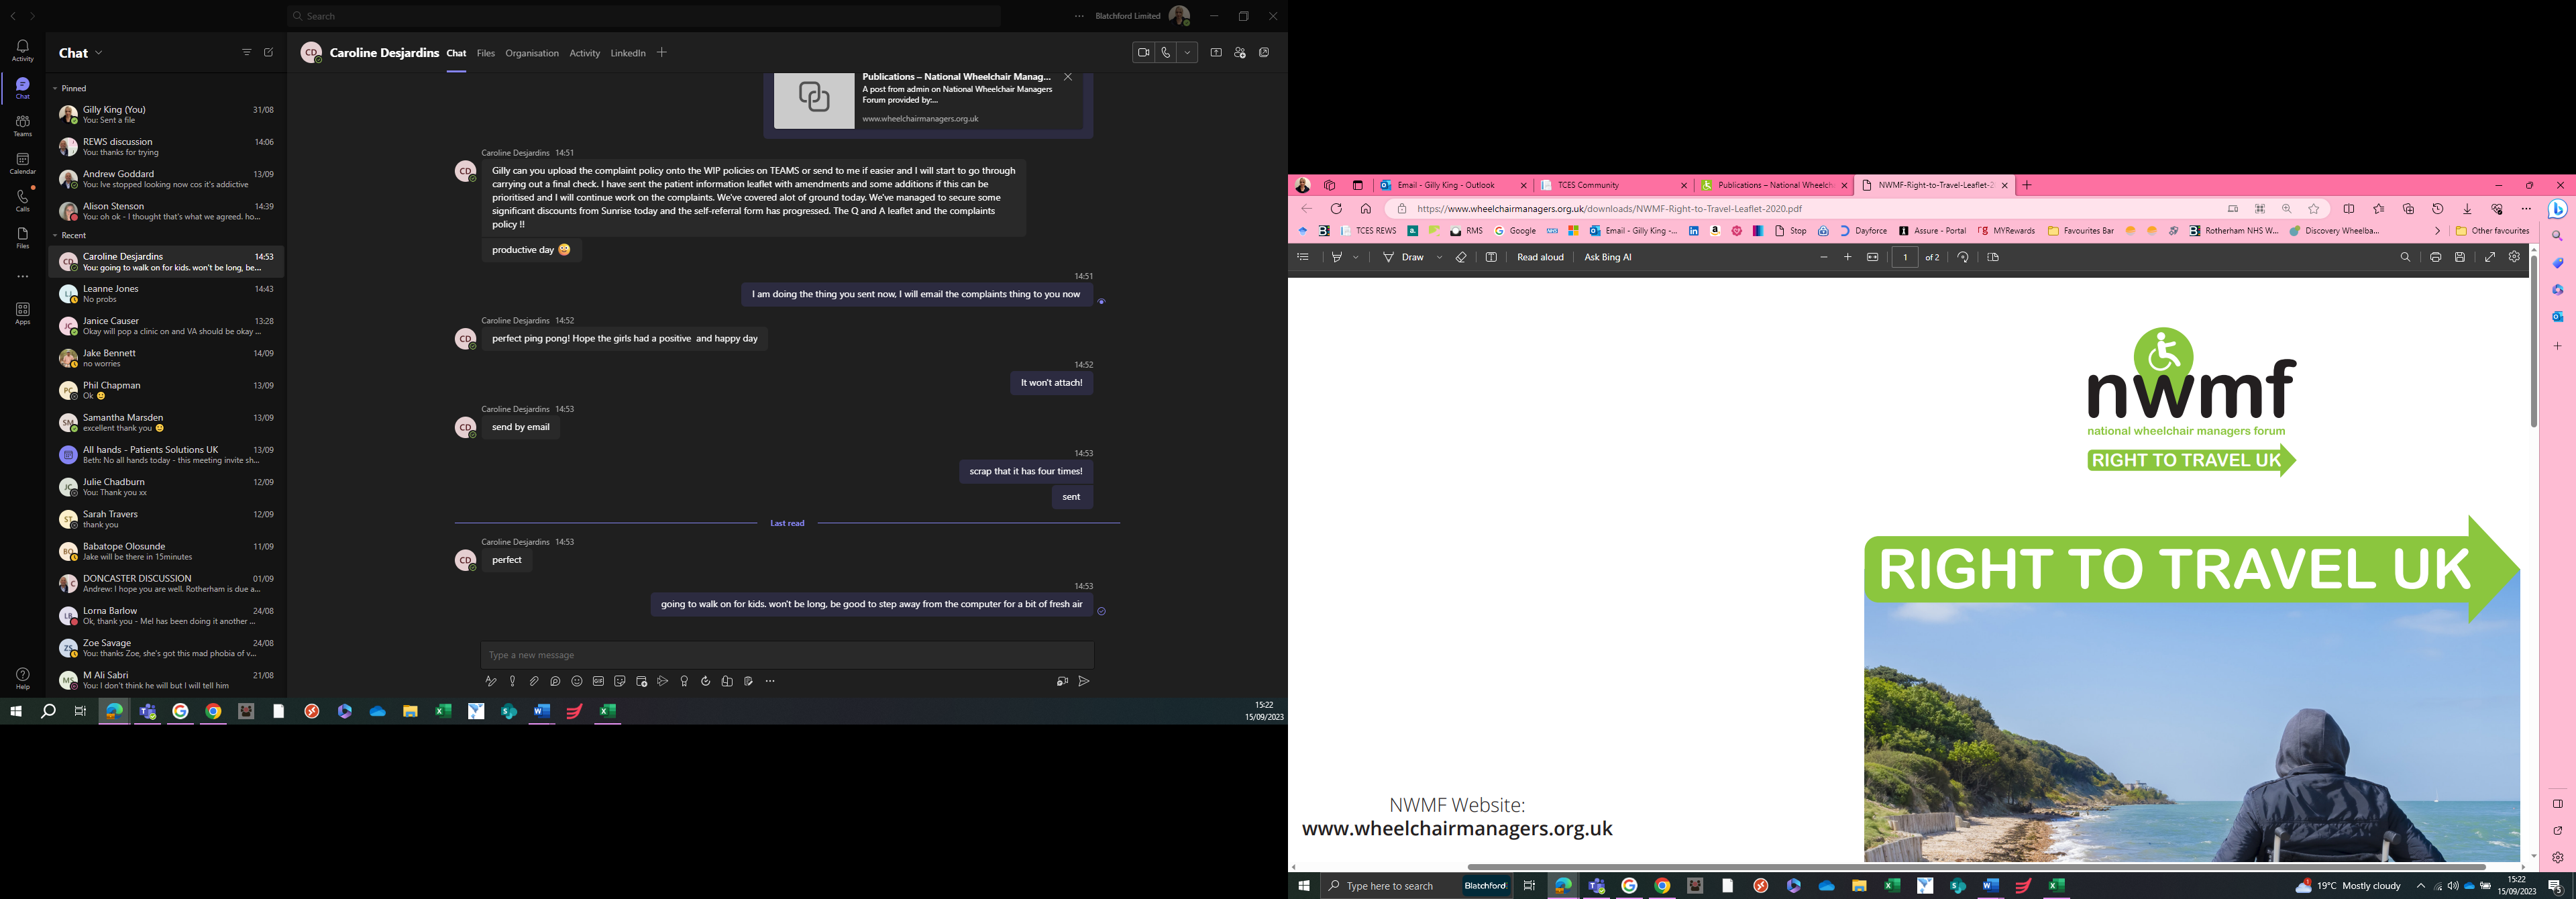 Search
Blatchford Limited
Activity
Chat
Teams
Calendar
Calls
Files
Apps
Help
Chat
Pinned
Gilly King (You) 31/08
You: Sent a file
REWS discussion 14:06
You: thanks for trying
Andrew Goddard 13/09
You: Ive stopped looking now cos it's addictive
Alison Stenson 14:39
You: oh ok - I thought that's what we agreed. ho...
Recent
Caroline Desjardins 14:53
You: going to walk on for kids. won't be long, be...
Leanne Jones 14:43
No probs
Janice Causer 13:28
Okay will pop a clinic on and VA should be okay ...
Jake Bennett 14/09
no worries
Phil Chapman 13/09
Ok
Samantha Marsden 13/09
excellent thank you
All hands - Patients Solutions UK 13/09
Beth: No all hands today - this meeting invite sh...
Julie Chadburn 12/09
You: Thank you xx
Sarah Travers 12/09
thank you
Babatope Olosunde 11/09
Jake will be there in 15minutes
DONCASTER DISCUSSION 01/09
Andrew: I hope you are well. Rotherham is due a...
Lorna Barlow 24/08
Ok, thank you - Mel has been doing it another ...
Zoe Savage 24/08
You: thanks Zoe, she's got this mad phobia of v...
M Ali Sabri 21/08
You: I don't think he will but I will tell him
CD Caroline Desjardins Chat Files Organisation Activity LinkedIn
Publications – National Wheelchair Manag...
A post from admin on National Wheelchair Managers
Forum provided by:...
www.wheelchairmanagers.org.uk
Caroline Desjardins 14:51
Gilly can you upload the complaint policy onto the WIP policies on TEAMS or send to me if easier and I will start to go through
carrying out a final check. I have sent the patient information leaflet with amendments and some additions if this can be
prioritised and I will continue work on the complaints. We've covered alot of ground today. We've managed to secure some
significant discounts from Sunrise today and the self-referral form has progressed. The Q and A leaflet and the complaints
policy !!
productive day
14:51
I am doing the thing you sent now, I will email the complaints thing to you now
Caroline Desjardins 14:52
perfect ping pong! Hope the girls had a positive and happy day
14:52
It won't attach!
Caroline Desjardins 14:53
send by email
14:53
scrap that it has four times!
sent
Last read
Caroline Desjardins 14:53
perfect
14:53
going to walk on for kids. won't be long, be good to step away from the computer for a bit of fresh air
Type a new message
15:22
15/09/2023
Email - Gilly King - Outlook
TCES Community
Publications – National Wheelch
NWMF-Right-to-Travel-Leaflet-2
https://www.wheelchairmanagers.org.uk/downloads/NWMF-Right-to-Travel-Leaflet-2020.pdf
TCES REWS RMS Google Email - Gilly King -... Stop Dayforce Assure - Portal MYRewards Favourites Bar Rotherham NHS W... Discovery Wheelba... Other favourites
Draw Read aloud Ask Bing AI 1 of 2
nwmf
national wheelchair managers forum
RIGHT TO TRAVEL UK
RIGHT TO TRAVEL UK
NWMF Website:
www.wheelchairmanagers.org.uk
Type here to search Blatchford
19°C Mostly cloudy
15:22
15/09/2023